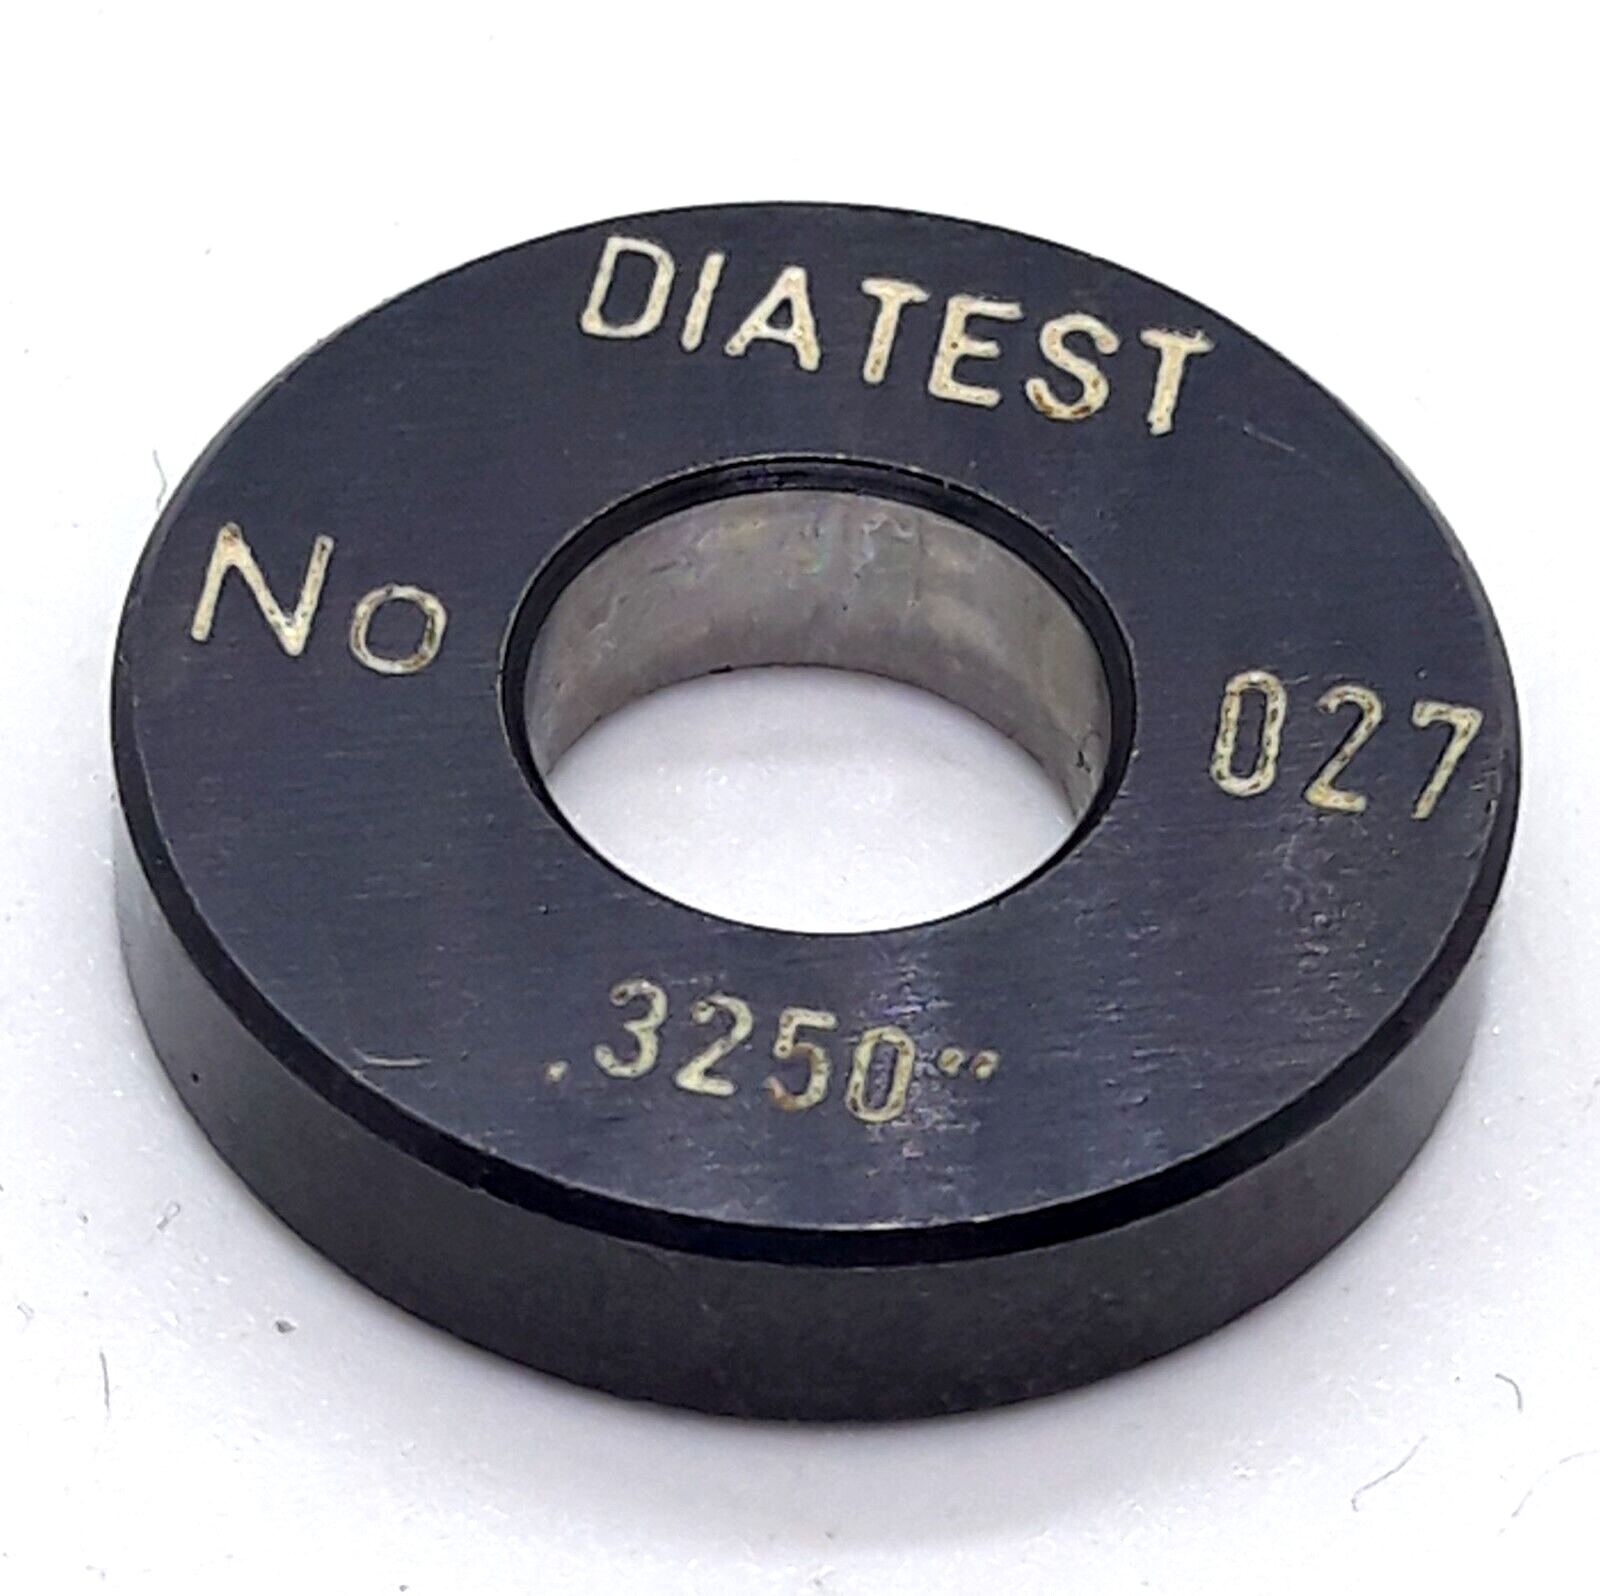 DIATEST
No 027
.3250"